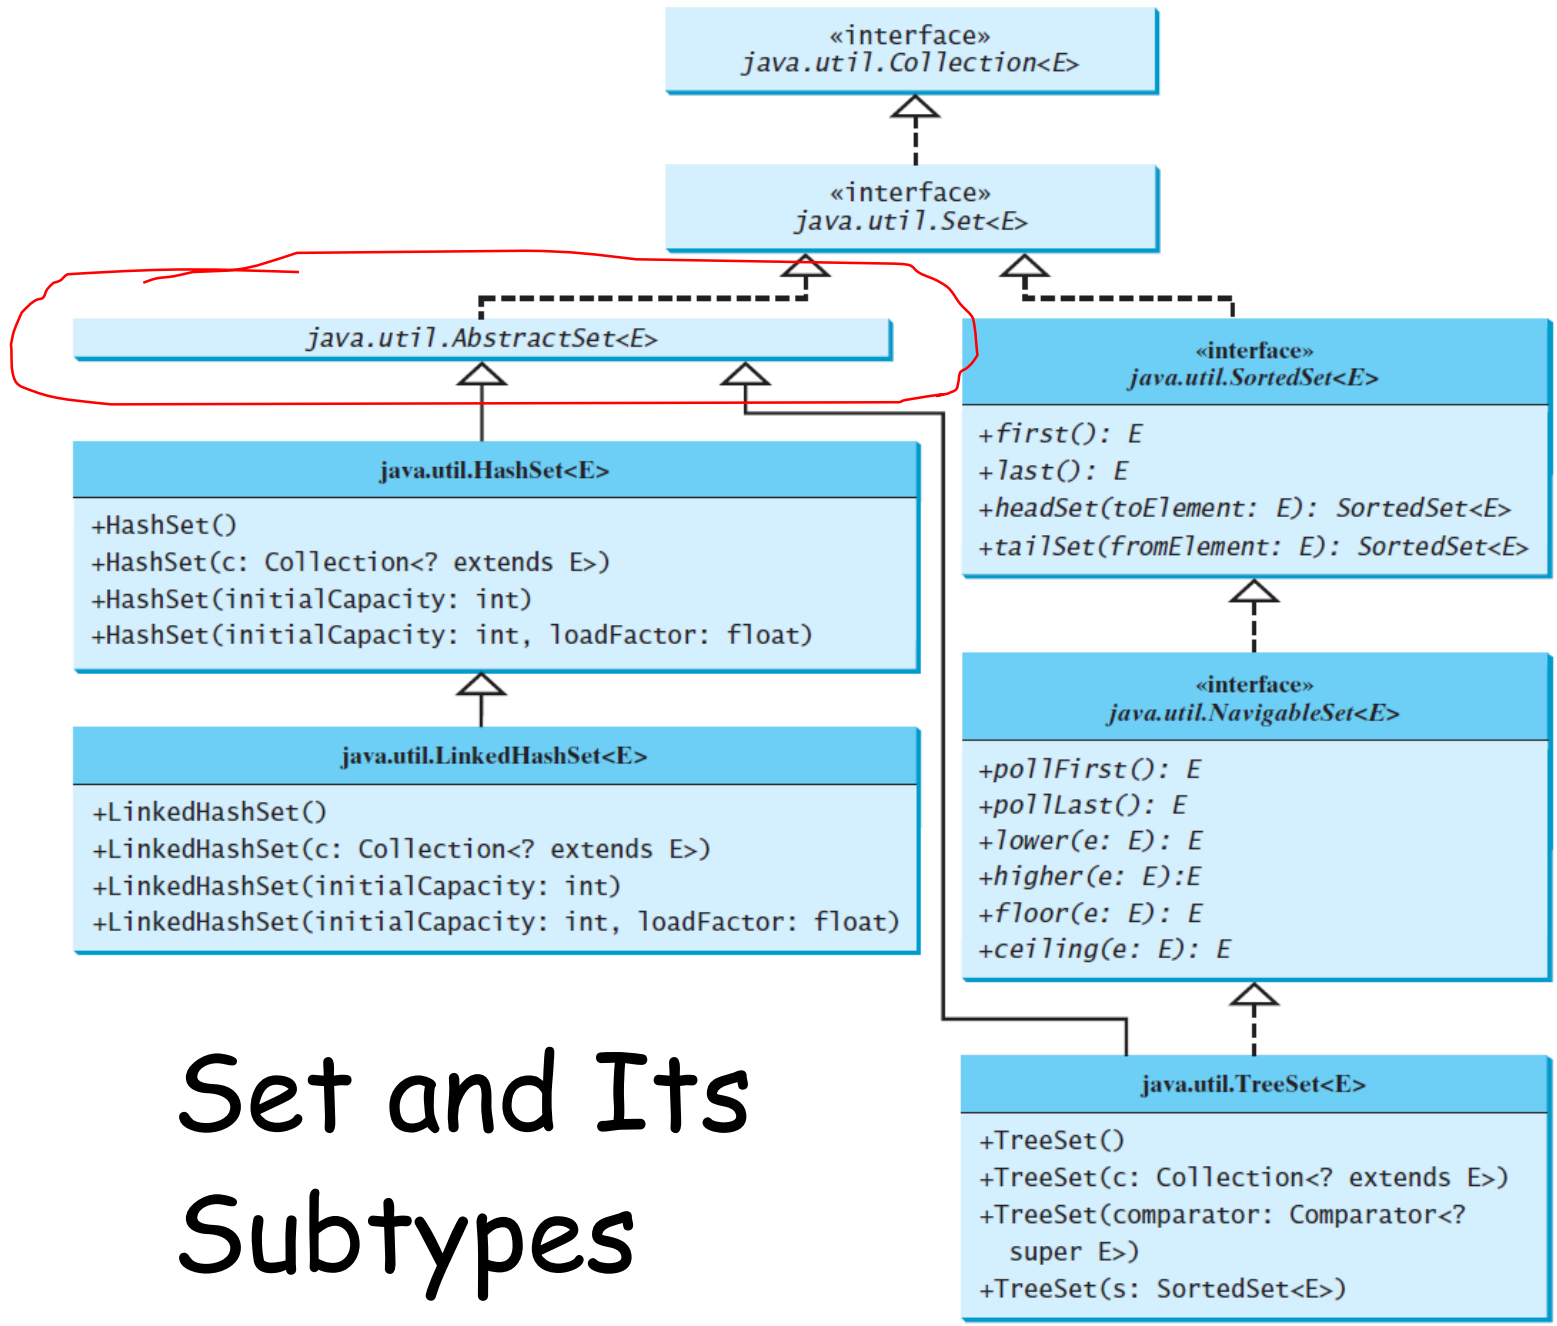 «interface»
java.util.Collection<E>
«interface»
java.util.Set<E>
java.util.AbstractSet<E>
«interface»
java.util.SortedSet<E>
+first(): E
+last(): E
+headSet(toElement: E): SortedSet<E>
+tailSet(fromElement: E): SortedSet<E>
java.util.HashSet<E>
+HashSet()
+HashSet(c: Collection<? extends E>)
+HashSet(initialCapacity: int)
+HashSet(initialCapacity: int, loadFactor: float)
«interface»
java.util.NavigableSet<E>
+pollFirst(): E
+pollLast(): E
+lower(e: E): E
+higher(e: E):E
+floor(e: E): E
+ceiling(e: E): E
java.util.LinkedHashSet<E>
+LinkedHashSet()
+LinkedHashSet(c: Collection<? extends E>)
+LinkedHashSet(initialCapacity: int)
+LinkedHashSet(initialCapacity: int, loadFactor: float)
java.util.TreeSet<E>
+TreeSet()
+TreeSet(c: Collection<? extends E>)
+TreeSet(comparator: Comparator<?
super E>)
+TreeSet(s: SortedSet<E>)
Set and Its
Subtypes